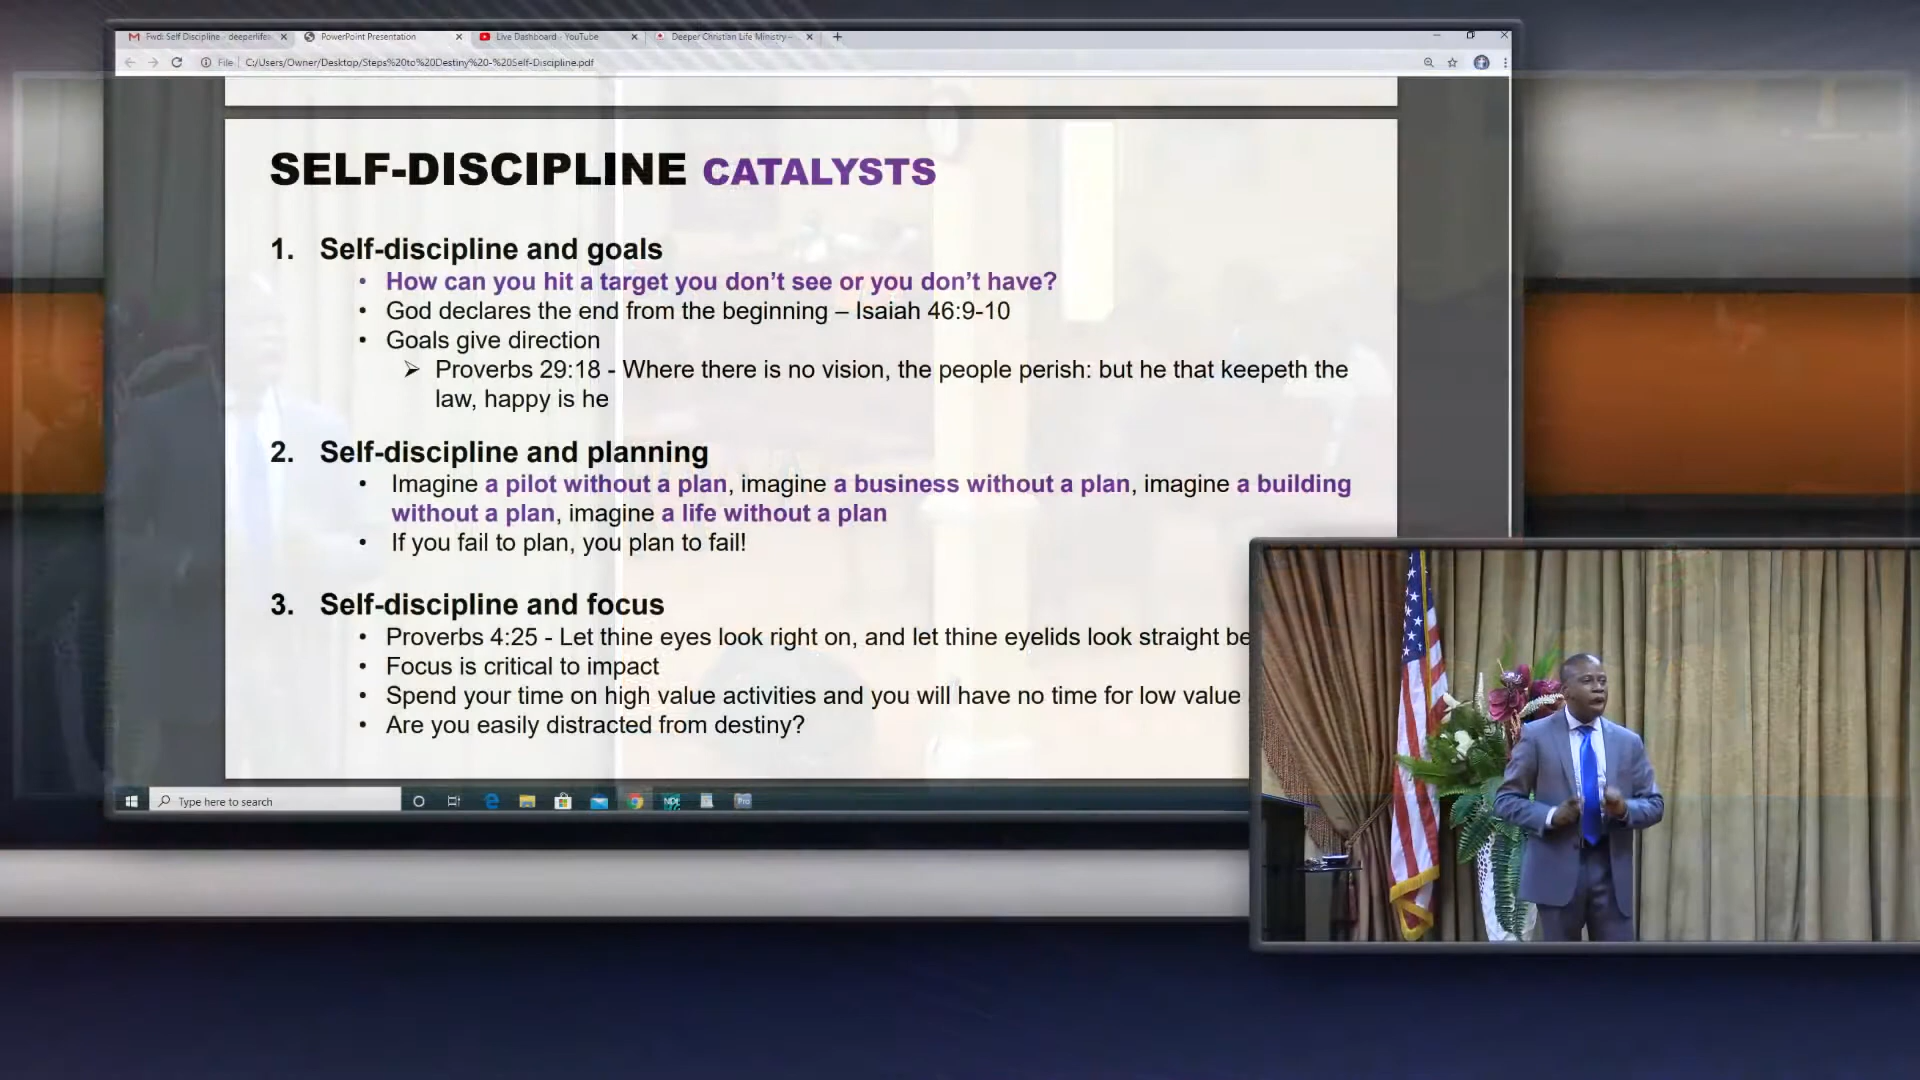 Fwd: Self Discipline - deeperlife
PowerPoint Presentation
Live Dashboard - YouTube
Deeper Christian Life Ministry -
File
C:/Users/Owner/Desktop/Steps%20to%20Destiny%20-%20Self-Discipline.pdf
SELF-DISCIPLINE CATALYSTS
1. Self-discipline and goals
• How can you hit a target you don't see or you don't have?
• God declares the end from the beginning – Isaiah 46:9-10
• Goals give direction
➢ Proverbs 29:18 - Where there is no vision, the people perish: but he that keepeth the
law, happy is he
2. Self-discipline and planning
• Imagine a pilot without a plan, imagine a business without a plan, imagine a building
without a plan, imagine a life without a plan
• If you fail to plan, you plan to fail!
3. Self-discipline and focus
• Proverbs 4:25 - Let thine eyes look right on, and let thine eyelids look straight be
• Focus is critical to impact
• Spend your time on high value activities and you will have no time for low value
• Are you easily distracted from destiny?
Type here to search
Pro